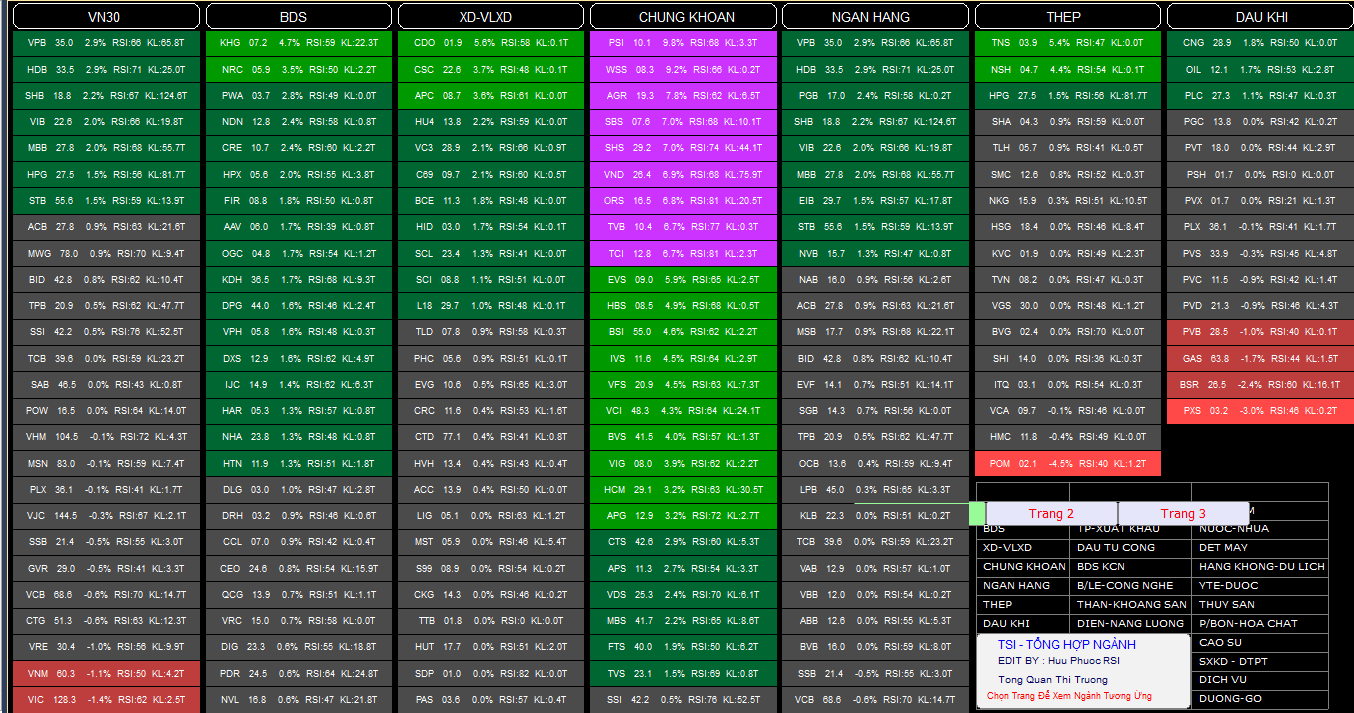 VN30
VPB 35.0 2.9% RSI:66 KL:65.8T
HDB 33.5 2.9% RSI:71 KL:25.0T
SHB 18.8 2.2% RSI:67 KL:124.6T
VIB 22.6 2.0% RSI:66 KL:19.8T
MBB 27.8 2.0% RSI:68 KL:55.7T
HPG 27.5 1.5% RSI:56 KL:81.7T
STB 55.6 1.5% RSI:59 KL:13.9T
ACB 27.8 0.9% RSI:63 KL:21.6T
MWG 78.0 0.9% RSI:70 KL:9.4T
BID 42.8 0.8% RSI:62 KL:10.4T
TPB 20.9 0.5% RSI:62 KL:47.7T
SSI 42.2 0.5% RSI:76 KL:52.5T
TCB 39.6 0.0% RSI:59 KL:23.2T
SAB 46.5 0.0% RSI:43 KL:0.8T
POW 16.5 0.0% RSI:64 KL:14.0T
VHM 104.5 -0.1% RSI:72 KL:4.3T
MSN 83.0 -0.1% RSI:59 KL:7.4T
PLX 36.1 -0.1% RSI:41 KL:1.7T
VJC 144.5 -0.3% RSI:67 KL:2.1T
SSB 21.4 -0.5% RSI:55 KL:3.0T
GVR 29.0 -0.5% RSI:41 KL:3.3T
VCB 68.6 -0.6% RSI:70 KL:14.7T
CTG 51.3 -0.6% RSI:63 KL:12.3T
VRE 30.4 -1.0% RSI:56 KL:9.9T
VNM 60.3 -1.1% RSI:50 KL:4.2T
VIC 128.3 -1.4% RSI:62 KL:2.5T
BDS
KHG 07.2 4.7% RSI:59 KL:22.3T
NRC 05.9 3.5% RSI:50 KL:2.2T
PWA 03.7 2.8% RSI:49 KL:0.0T
NDN 12.8 2.4% RSI:58 KL:0.8T
CRE 10.7 2.4% RSI:60 KL:2.2T
HPX 05.6 2.0% RSI:55 KL:3.8T
FIR 08.8 1.8% RSI:50 KL:0.8T
AAV 06.0 1.7% RSI:39 KL:0.8T
OGC 04.8 1.7% RSI:54 KL:1.2T
KDH 36.5 1.7% RSI:68 KL:9.3T
DPG 44.0 1.6% RSI:46 KL:2.4T
VPH 05.8 1.6% RSI:48 KL:0.3T
DXS 12.9 1.6% RSI:62 KL:4.9T
IJC 14.9 1.4% RSI:62 KL:6.3T
HAR 05.3 1.3% RSI:57 KL:0.8T
NHA 23.8 1.3% RSI:48 KL:0.8T
HTN 11.9 1.3% RSI:51 KL:1.8T
DLG 03.0 1.0% RSI:47 KL:2.8T
DRH 03.2 0.9% RSI:46 KL:0.6T
CCL 07.0 0.9% RSI:42 KL:0.4T
CEO 24.6 0.8% RSI:54 KL:15.9T
QCG 13.9 0.7% RSI:51 KL:1.1T
VRC 15.0 0.7% RSI:58 KL:0.0T
DIG 23.3 0.6% RSI:55 KL:18.8T
PDR 24.5 0.6% RSI:64 KL:24.8T
NVL 16.8 0.6% RSI:47 KL:21.8T
XD-VLXD
CDO 01.9 5.6% RSI:58 KL:0.1T
CSC 22.6 3.7% RSI:48 KL:0.1T
APC 08.7 3.6% RSI:61 KL:0.0T
HU4 13.8 2.2% RSI:59 KL:0.0T
VC3 28.9 2.1% RSI:66 KL:0.9T
C69 09.7 2.1% RSI:60 KL:0.5T
BCE 11.3 1.8% RSI:48 KL:0.0T
HID 03.0 1.7% RSI:54 KL:0.1T
SCL 23.4 1.3% RSI:41 KL:0.0T
SCI 08.8 1.1% RSI:51 KL:0.0T
L18 29.7 1.0% RSI:48 KL:0.1T
TLD 07.8 0.9% RSI:58 KL:0.3T
PHC 05.6 0.9% RSI:51 KL:0.1T
EVG 10.6 0.5% RSI:65 KL:3.0T
CRC 11.6 0.4% RSI:53 KL:1.6T
CTD 77.1 0.4% RSI:41 KL:0.8T
HVH 13.4 0.4% RSI:43 KL:0.4T
ACC 13.9 0.4% RSI:50 KL:0.0T
LIG 05.1 0.0% RSI:63 KL:1.2T
MST 05.9 0.0% RSI:46 KL:5.4T
S99 08.9 0.0% RSI:54 KL:0.2T
CKG 14.3 0.0% RSI:46 KL:0.2T
TTB 01.8 0.0% RSI:0 KL:0.0T
HUT 17.7 0.0% RSI:51 KL:2.0T
SDP 01.0 0.0% RSI:82 KL:0.0T
PAS 03.6 0.0% RSI:57 KL:0.4T
CHUNG KHOAN
PSI 10.1 9.8% RSI:68 KL:3.3T
WSS 08.3 9.2% RSI:66 KL:0.2T
AGR 19.3 7.8% RSI:62 KL:6.5T
SBS 07.6 7.0% RSI:68 KL:10.1T
SHS 29.2 7.0% RSI:74 KL:44.1T
VND 26.4 6.9% RSI:68 KL:75.9T
ORS 16.5 6.8% RSI:81 KL:20.5T
TVB 10.4 6.7% RSI:77 KL:0.3T
TCI 12.8 6.7% RSI:81 KL:2.3T
EVS 09.0 5.9% RSI:65 KL:2.5T
HBS 08.5 4.9% RSI:68 KL:0.5T
BSI 55.0 4.6% RSI:62 KL:2.2T
IVS 11.6 4.5% RSI:64 KL:2.9T
VFS 20.9 4.5% RSI:63 KL:7.3T
VCI 48.3 4.3% RSI:64 KL:24.1T
BVS 41.5 4.0% RSI:57 KL:1.3T
VIG 08.0 3.9% RSI:62 KL:2.2T
HCM 29.1 3.2% RSI:63 KL:30.5T
APG 12.9 3.2% RSI:72 KL:2.7T
CTS 42.6 2.9% RSI:60 KL:5.3T
APS 11.3 2.7% RSI:54 KL:3.3T
VDS 25.3 2.4% RSI:70 KL:6.1T
MBS 41.7 2.2% RSI:65 KL:8.6T
FTS 40.0 1.9% RSI:50 KL:6.2T
TVS 23.1 1.5% RSI:69 KL:0.8T
SSI 42.2 0.5% RSI:76 KL:52.5T
NGAN HANG
VPB 35.0 2.9% RSI:66 KL:65.8T
HDB 33.5 2.9% RSI:71 KL:25.0T
PGB 17.0 2.4% RSI:58 KL:0.2T
SHB 18.8 2.2% RSI:67 KL:124.6T
VIB 22.6 2.0% RSI:66 KL:19.8T
MBB 27.8 2.0% RSI:68 KL:55.7T
EIB 29.7 1.5% RSI:57 KL:17.8T
STB 55.6 1.5% RSI:59 KL:13.9T
NVB 15.7 1.3% RSI:47 KL:0.8T
NAB 16.0 0.9% RSI:56 KL:2.6T
ACB 27.8 0.9% RSI:63 KL:21.6T
MSB 17.7 0.9% RSI:68 KL:22.1T
BID 42.8 0.8% RSI:62 KL:10.4T
EVF 14.1 0.7% RSI:51 KL:14.1T
SGB 14.3 0.7% RSI:56 KL:0.0T
TPB 20.9 0.5% RSI:62 KL:47.7T
OCB 13.6 0.4% RSI:59 KL:9.4T
LPB 45.0 0.3% RSI:65 KL:3.3T
KLB 22.3 0.0% RSI:51 KL:0.2T
TCB 39.6 0.0% RSI:59 KL:23.2T
VAB 12.9 0.0% RSI:57 KL:1.0T
VBB 12.0 0.0% RSI:54 KL:0.2T
ABB 12.6 0.0% RSI:55 KL:5.3T
BVB 16.0 0.0% RSI:59 KL:8.0T
SSB 21.4 -0.5% RSI:55 KL:3.0T
VCB 68.6 -0.6% RSI:70 KL:14.7T
THEP
TNS 03.9 5.4% RSI:47 KL:0.0T
NSH 04.7 4.4% RSI:54 KL:0.1T
HPG 27.5 1.5% RSI:56 KL:81.7T
SHA 04.3 0.9% RSI:59 KL:0.0T
TLH 05.7 0.9% RSI:41 KL:0.5T
SMC 12.6 0.8% RSI:52 KL:0.3T
NKG 15.9 0.3% RSI:51 KL:10.5T
HSG 18.4 0.0% RSI:46 KL:8.4T
KVC 01.9 0.0% RSI:49 KL:2.3T
TVN 08.2 0.0% RSI:47 KL:0.3T
VGS 30.0 0.0% RSI:48 KL:1.2T
BVG 02.4 0.0% RSI:70 KL:0.0T
SHI 14.0 0.0% RSI:36 KL:0.3T
ITQ 03.1 0.0% RSI:54 KL:0.3T
VCA 09.7 -0.1% RSI:46 KL:0.0T
HMC 11.8 -0.4% RSI:49 KL:0.0T
POM 02.1 -4.5% RSI:40 KL:1.2T
DAU KHI
CNG 28.9 1.8% RSI:50 KL:0.0T
OIL 12.1 1.7% RSI:53 KL:2.8T
PLC 27.3 1.1% RSI:47 KL:0.3T
PGC 13.8 0.0% RSI:42 KL:0.2T
PVT 18.0 0.0% RSI:44 KL:2.9T
PSH 01.7 0.0% RSI:0 KL:0.0T
PVX 01.7 0.0% RSI:21 KL:1.3T
PLX 36.1 -0.1% RSI:41 KL:1.7T
PVS 33.9 -0.3% RSI:45 KL:4.8T
PVC 11.5 -0.9% RSI:42 KL:1.4T
PVD 21.3 -0.9% RSI:46 KL:4.3T
PVB 28.5 -1.0% RSI:40 KL:0.1T
GAS 63.8 -1.7% RSI:44 KL:1.5T
BSR 26.5 -2.4% RSI:60 KL:16.1T
PXS 03.2 -3.0% RSI:46 KL:0.2T
Trang 2 Trang 3
BDS TP-XUAT KHAU NUOC-NHUA
XD-VLXD DAU TU CONG DET MAY
CHUNG KHOAN BDS KCN HANG KHONG-DU LICH
NGAN HANG B/LE-CONG NGHE YTE-DUOC
THEP THAN-KHOANG SAN THUY SAN
DAU KHI DIEN-NANG LUONG P/BON-HOA CHAT
CAO SU
SXKD - DTPT
DICH VU
DUONG-GO
TSI - TỔNG HỢP NGÀNH
EDIT BY : Huu Phuoc RSI
Tong Quan Thi Truong
Chọn Trang Để Xem Ngành Tương Ứng